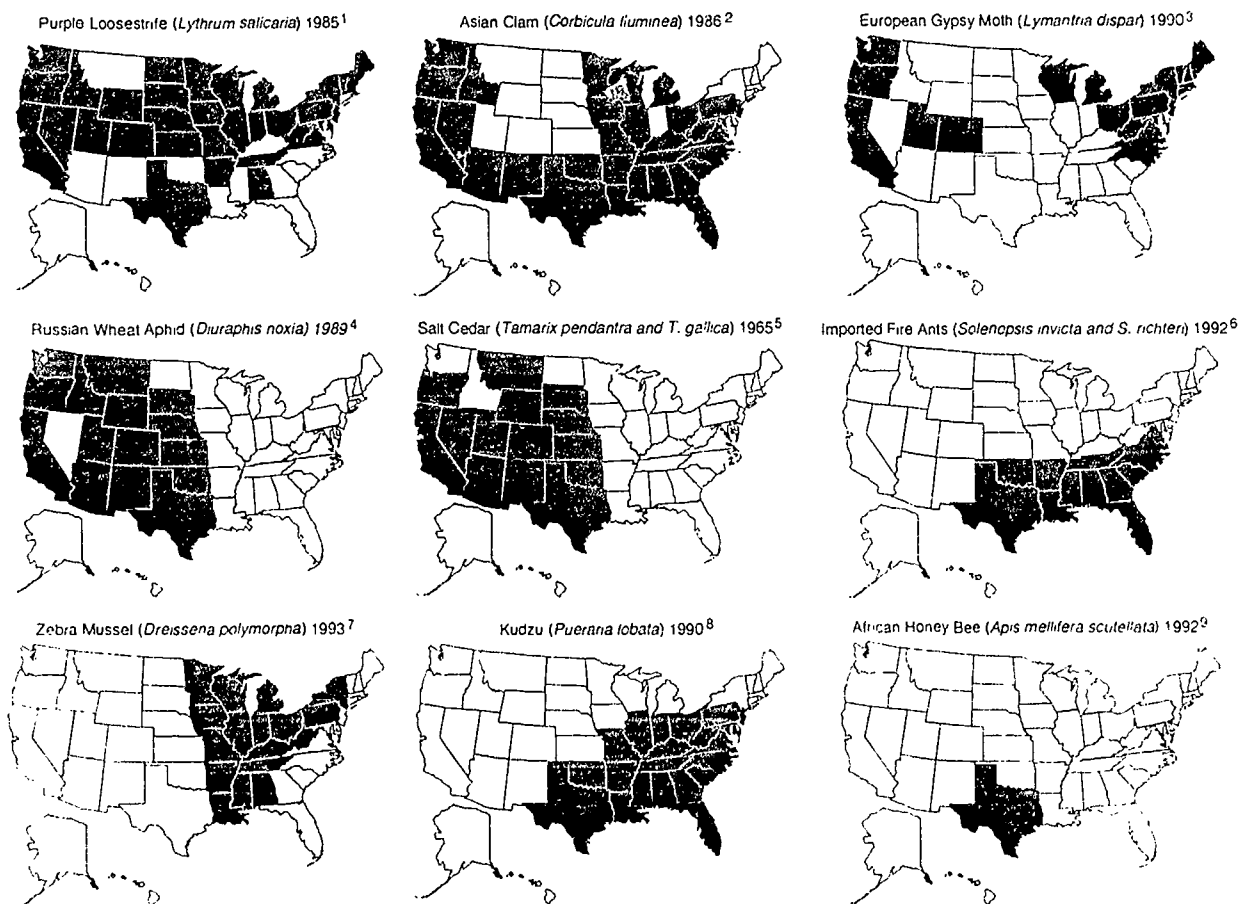 Purple Loosestrife (Lythrum salicaria) 1985¹
Asian Clam (Corbicula fluminea) 1986²
European Gypsy Moth (Lymantria dispar) 1990³
Russian Wheat Aphid (Diuraphis noxia) 1989⁴
Salt Cedar (Tamarix pendantra and T. gallica) 1965⁵
Imported Fire Ants (Solenopsis invicta and S. richteri) 1992⁶
Zebra Mussel (Dreissena polymorpha) 1993⁷
Kudzu (Pueraria lobata) 1990⁸
African Honey Bee (Apis mellifera scutellata) 1992⁹